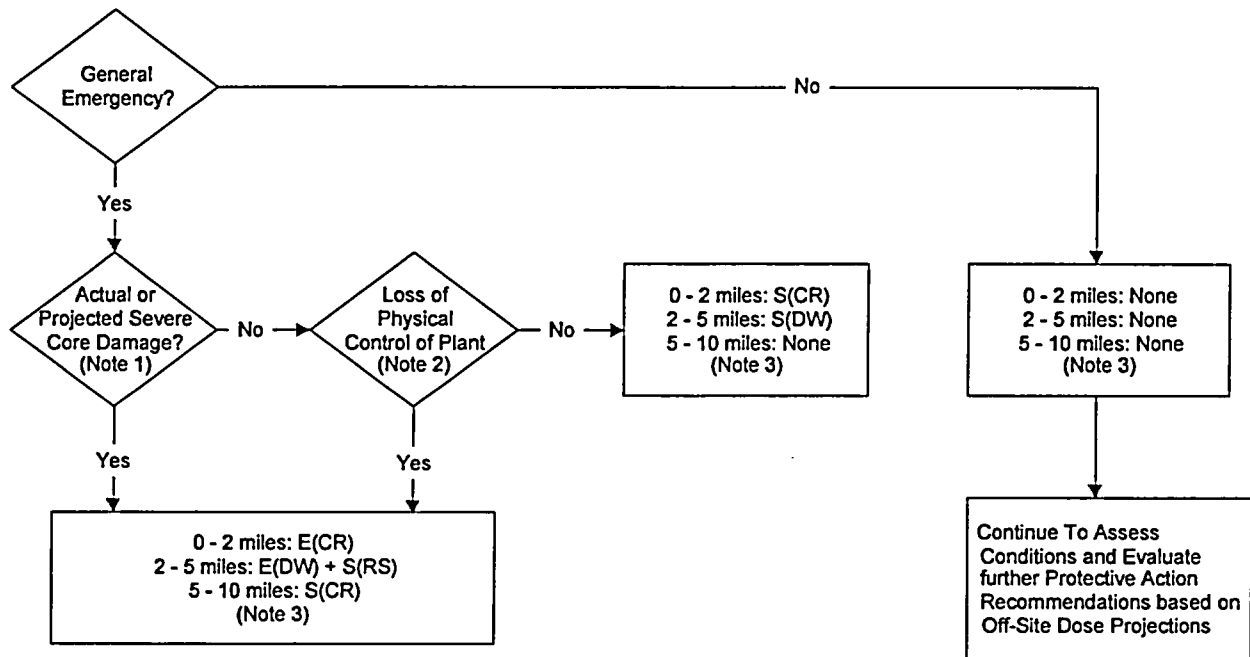 General
Emergency?
No
Yes
Actual or
Projected Severe
Core Damage?
(Note 1)
No
Loss of
Physical
Control of Plant
(Note 2)
No
0 - 2 miles: S(CR)
2 - 5 miles: S(DW)
5 - 10 miles: None
(Note 3)
0 - 2 miles: None
2 - 5 miles: None
5 - 10 miles: None
(Note 3)
Yes
Yes
0 - 2 miles: E(CR)
2 - 5 miles: E(DW) + S(RS)
5 - 10 miles: S(CR)
(Note 3)
Continue To Assess
Conditions and Evaluate
further Protective Action
Recommendations based on
Off-Site Dose Projections